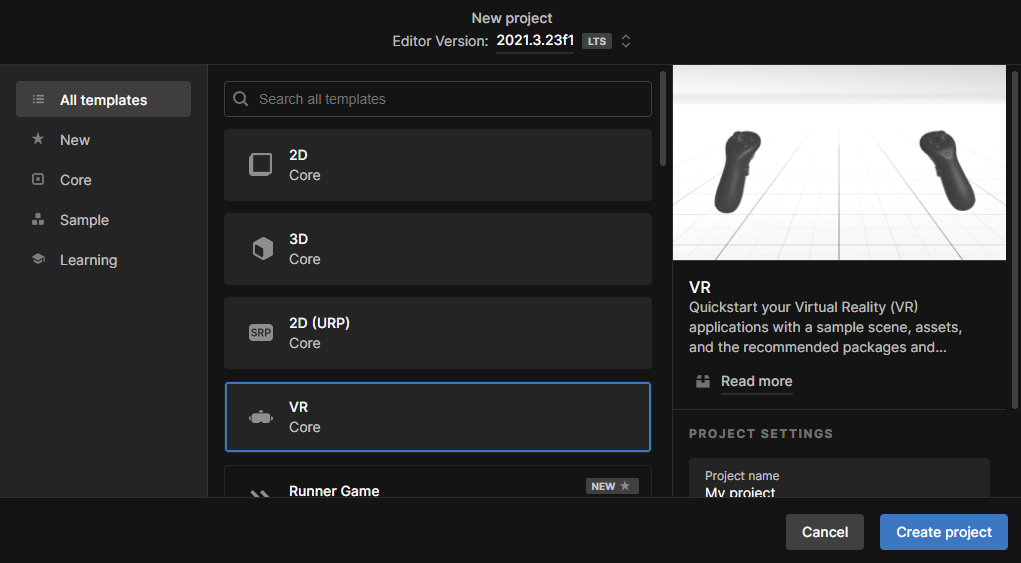 New project
Editor Version: 2021.3.23f1 LTS
All templates
New
Core
Sample
Learning
Search all templates
2D
Core
3D
Core
SRP
2D (URP)
Core
VR
Core
Runner Game
NEW
VR
Quickstart your Virtual Reality (VR)
applications with a sample scene, assets,
and the recommended packages and...
Read more
PROJECT SETTINGS
Project name
My project
Cancel
Create project